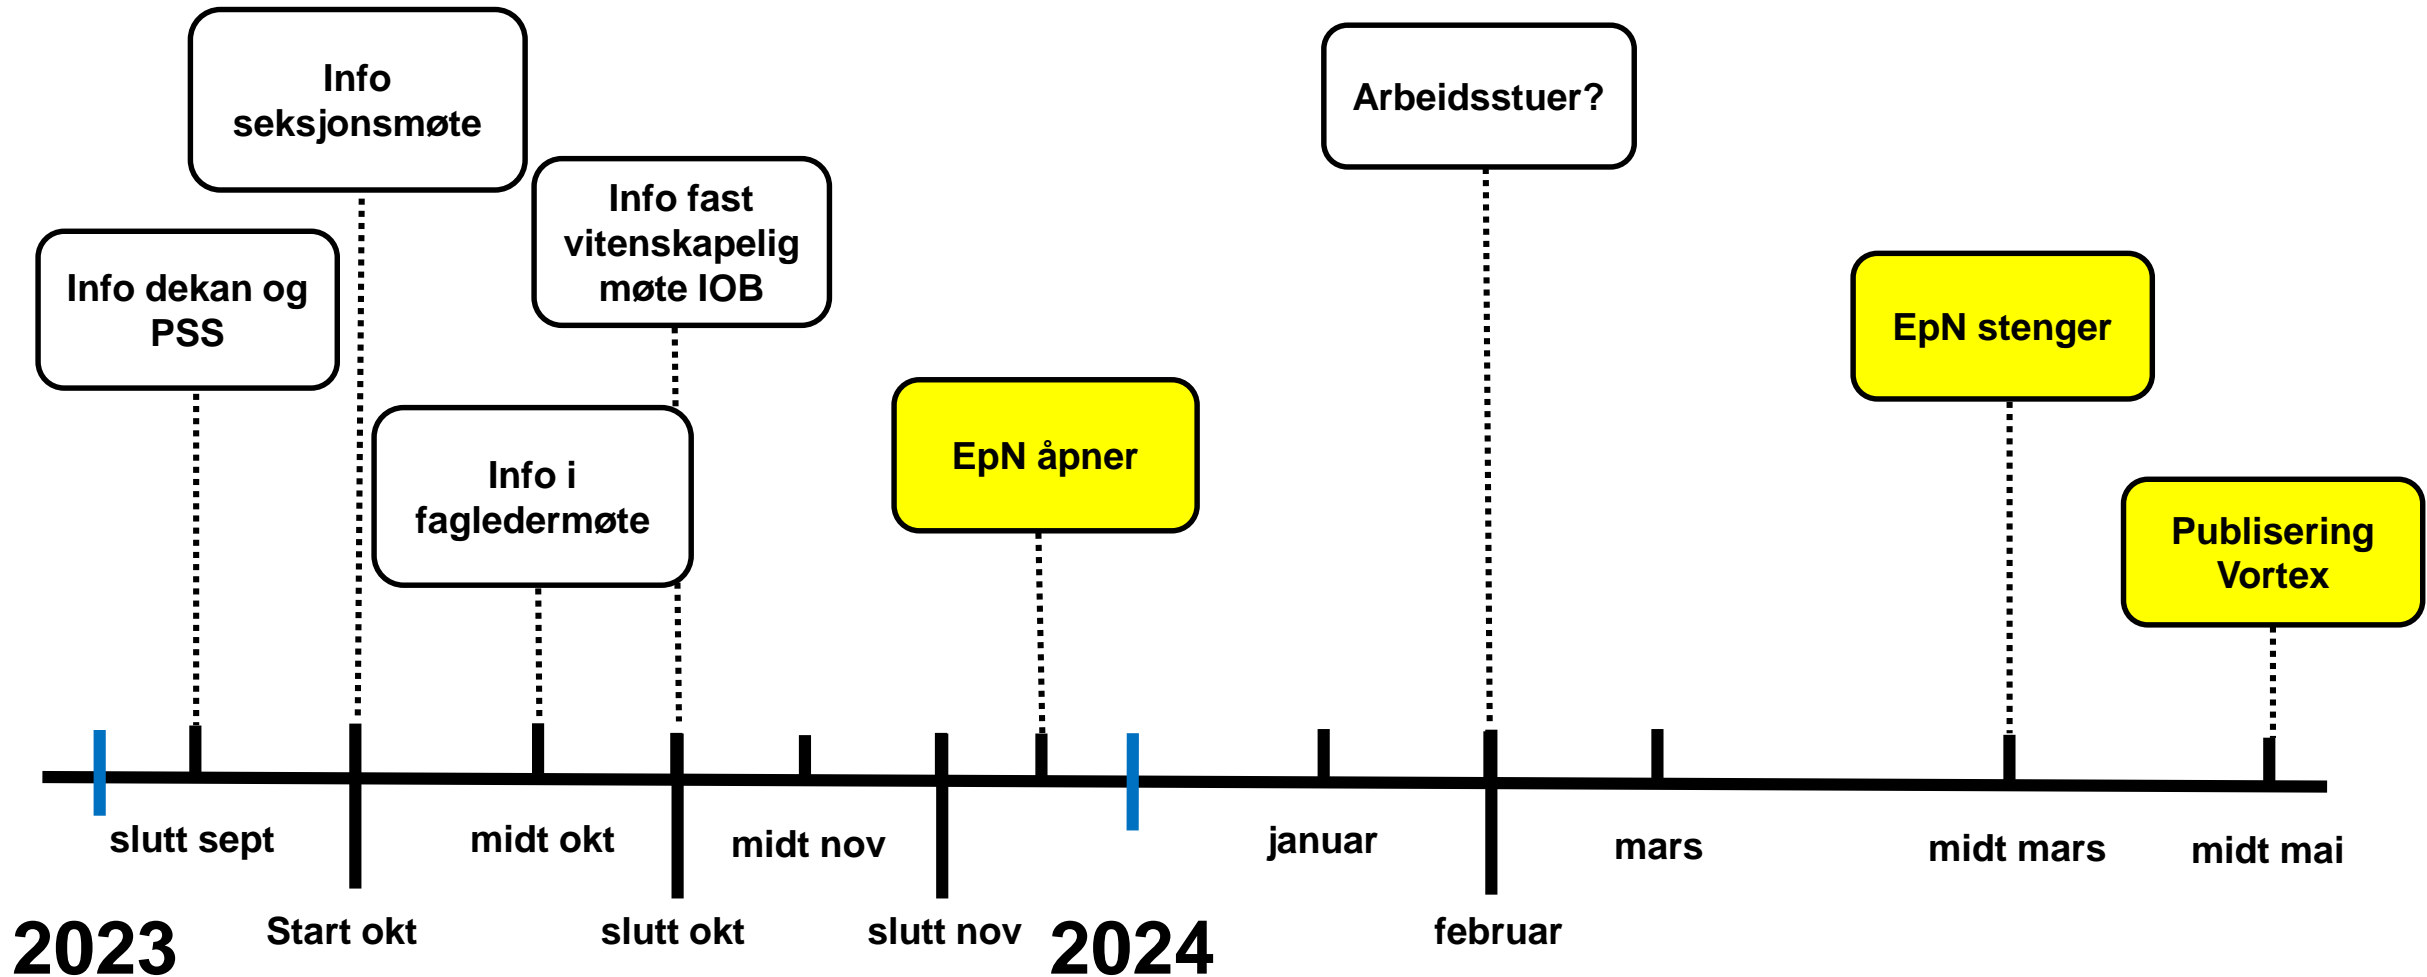 Info
seksjonsmøte
Info dekan og
PSS
Info fast
vitenskapelig
møte IOB
Info i
fagledermøte
EpN åpner
Arbeidsstuer?
EpN stenger
Publisering
Vortex
slutt sept
midt okt
midt nov
januar
mars
midt mars
midt mai
2023
Start okt
slutt okt
slutt nov
2024
februar